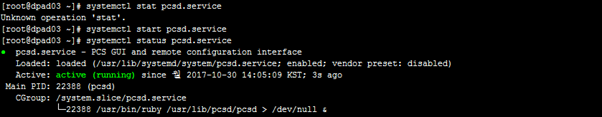 [root@dpad03 ~]# systemctl stat pcsd.service
Unknown operation 'stat'.
[root@dpad03 ~]# systemctl start pcsd.service
[root@dpad03 ~]# systemctl status pcsd.service
● pcsd.service - PCS GUI and remote configuration interface
Loaded: loaded (/usr/lib/systemd/system/pcsd.service; enabled; vendor preset: disabled)
Active: active (running) since 월 2017-10-30 14:05:09 KST; 3s ago
Main PID: 22388 (pcsd)
CGroup: /system.slice/pcsd.service
└─22388 /usr/bin/ruby /usr/lib/pcsd/pcsd > /dev/null &